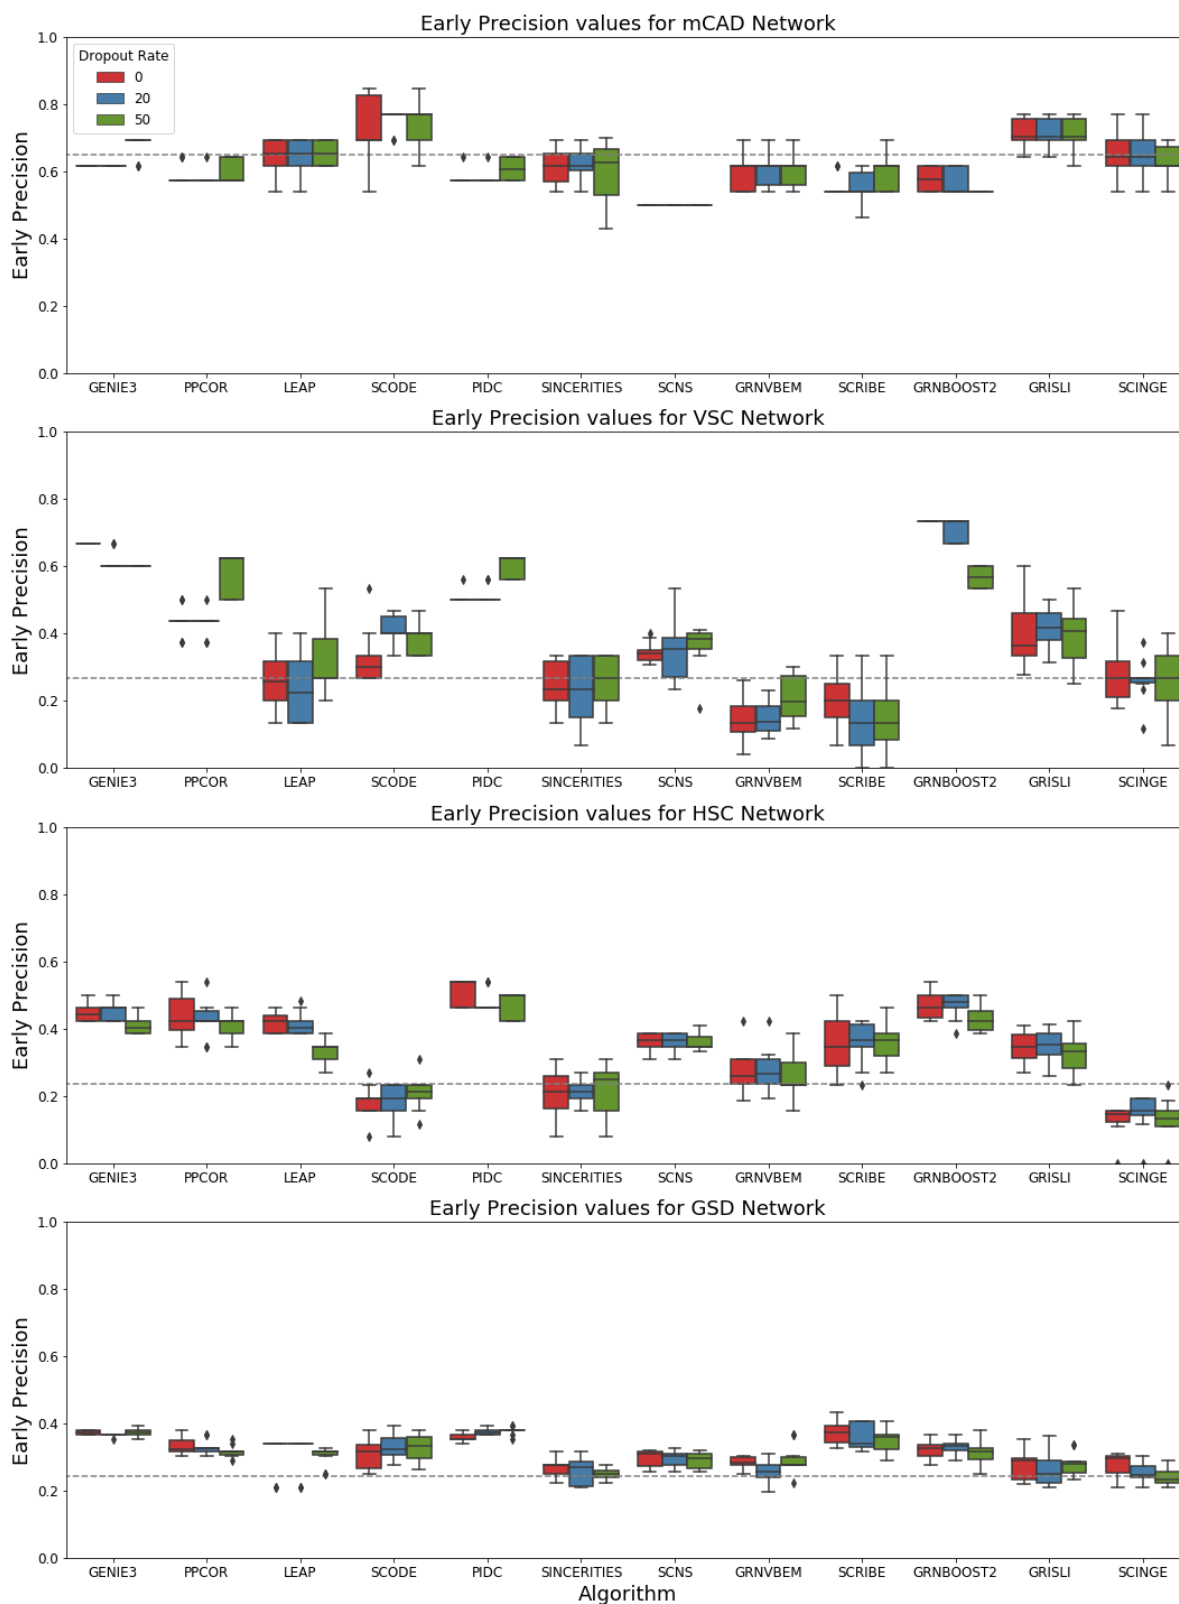 Early Precision values for mCAD Network
1.0
Dropout Rate
0
20
50
0.8
0.6
0.4
0.2
0.0
Early Precision
GENIE3 PPCOR LEAP SCODE PIDC SINCERITIES SCNS GRNVBEM SCRIBE GRNBOOST2 GRISLI SCINGE
Early Precision values for VSC Network
1.0
0.8
0.6
0.4
0.2
0.0
Early Precision
GENIE3 PPCOR LEAP SCODE PIDC SINCERITIES SCNS GRNVBEM SCRIBE GRNBOOST2 GRISLI SCINGE
Early Precision values for HSC Network
1.0
0.8
0.6
0.4
0.2
0.0
Early Precision
GENIE3 PPCOR LEAP SCODE PIDC SINCERITIES SCNS GRNVBEM SCRIBE GRNBOOST2 GRISLI SCINGE
Early Precision values for GSD Network
1.0
0.8
0.6
0.4
0.2
0.0
Early Precision
GENIE3 PPCOR LEAP SCODE PIDC SINCERITIES SCNS GRNVBEM SCRIBE GRNBOOST2 GRISLI SCINGE
Algorithm